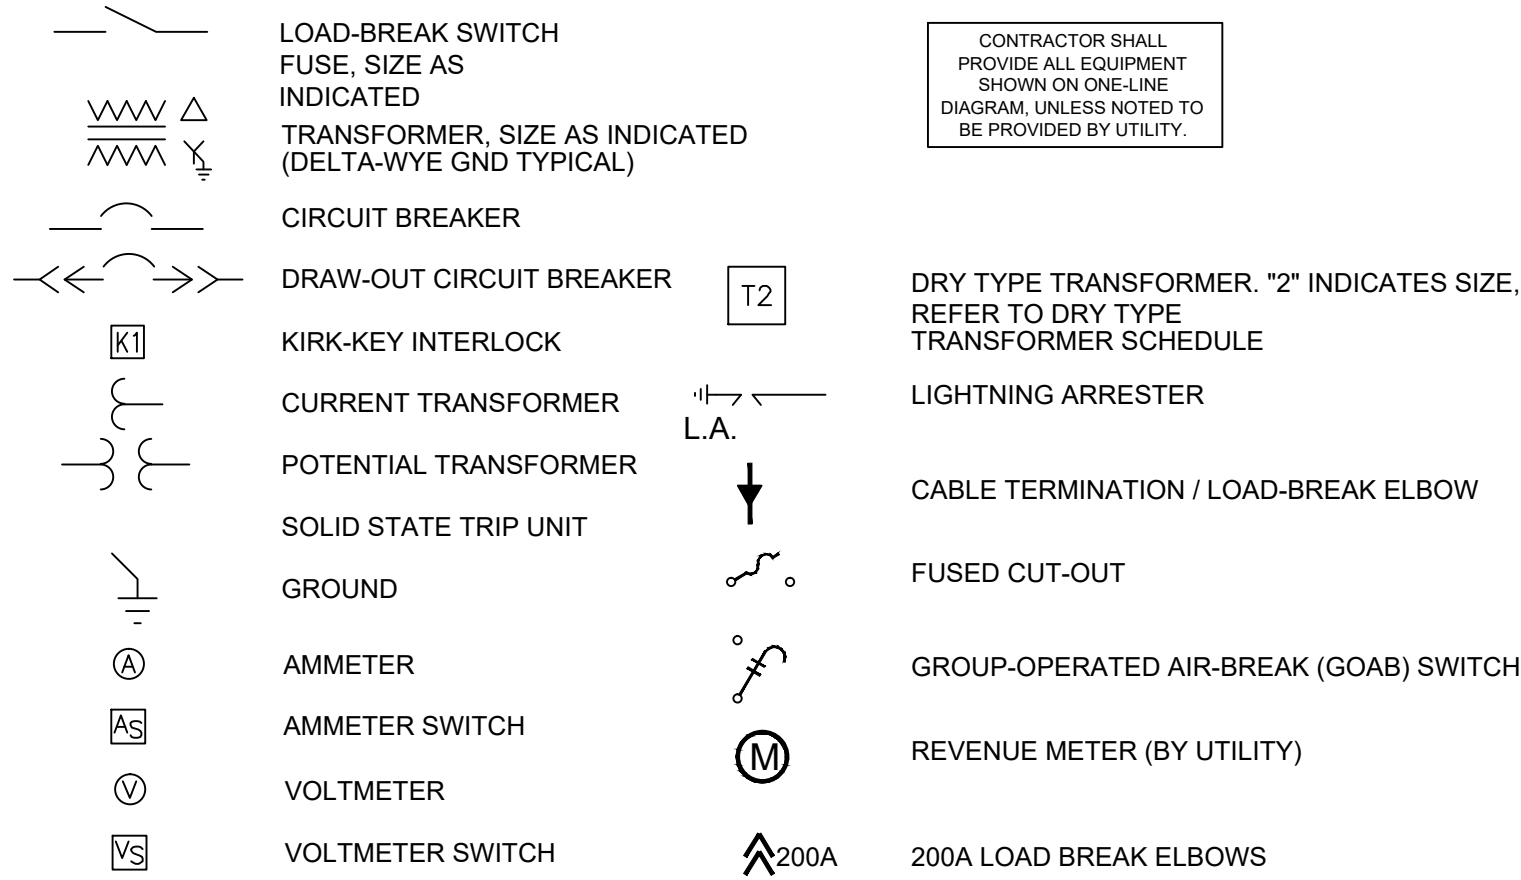 LOAD-BREAK SWITCH
FUSE, SIZE AS
INDICATED
TRANSFORMER, SIZE AS INDICATED
(DELTA-WYE GND TYPICAL)
CIRCUIT BREAKER
DRAW-OUT CIRCUIT BREAKER
K1
KIRK-KEY INTERLOCK
CURRENT TRANSFORMER
POTENTIAL TRANSFORMER
SOLID STATE TRIP UNIT
GROUND
A
AMMETER
AS
AMMETER SWITCH
V
VOLTMETER
VS
VOLTMETER SWITCH
CONTRACTOR SHALL
PROVIDE ALL EQUIPMENT
SHOWN ON ONE-LINE
DIAGRAM, UNLESS NOTED TO
BE PROVIDED BY UTILITY.
T2
DRY TYPE TRANSFORMER. "2" INDICATES SIZE,
REFER TO DRY TYPE
TRANSFORMER SCHEDULE
L.A.
LIGHTNING ARRESTER
CABLE TERMINATION / LOAD-BREAK ELBOW
FUSED CUT-OUT
GROUP-OPERATED AIR-BREAK (GOAB) SWITCH
M
REVENUE METER (BY UTILITY)
200A
200A LOAD BREAK ELBOWS